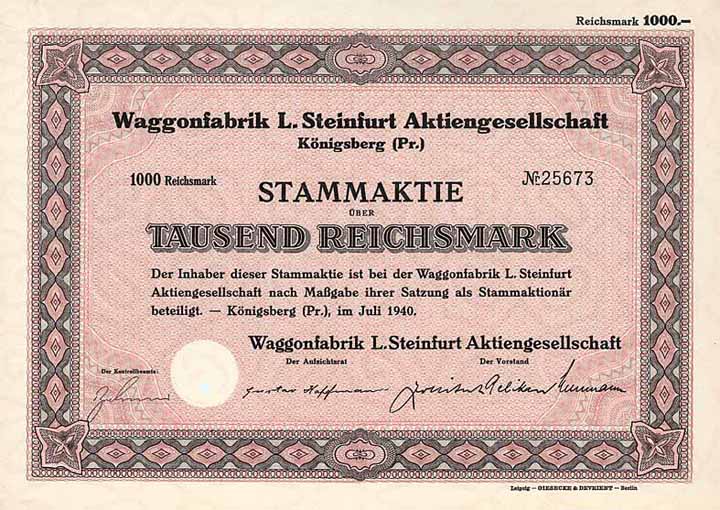 Reichsmark 1000.–
Waggonfabrik L. Steinfurt Aktiengesellschaft
Königsberg (Pr.)
1000 Reichsmark
STAMMAKTIE
№ 25673
ÜBER
TAUSEND REICHSMARK
Der Inhaber dieser Stammaktie ist bei der Waggonfabrik L. Steinfurt
Aktiengesellschaft nach Maßgabe ihrer Satzung als Stammaktionär
beteiligt. — Königsberg (Pr.), im Juli 1940.
Waggonfabrik L. Steinfurt Aktiengesellschaft
Der Aufsichtsrat
Der Vorstand
Der Kontrollbeamte:
Gustav Hoffmann
Leipzig — GIESECKE & DEVRIENT — Berlin